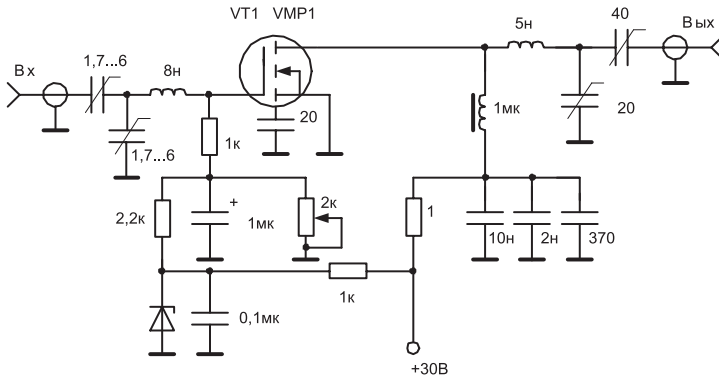 VT1 VMP1
Вх
1,7...6
8н
1,7...6
20
1к
5н
40
Вых
20
1мк
2,2к
+
1мк
2к
1
10н
2н
370
1к
0,1мк
+30В